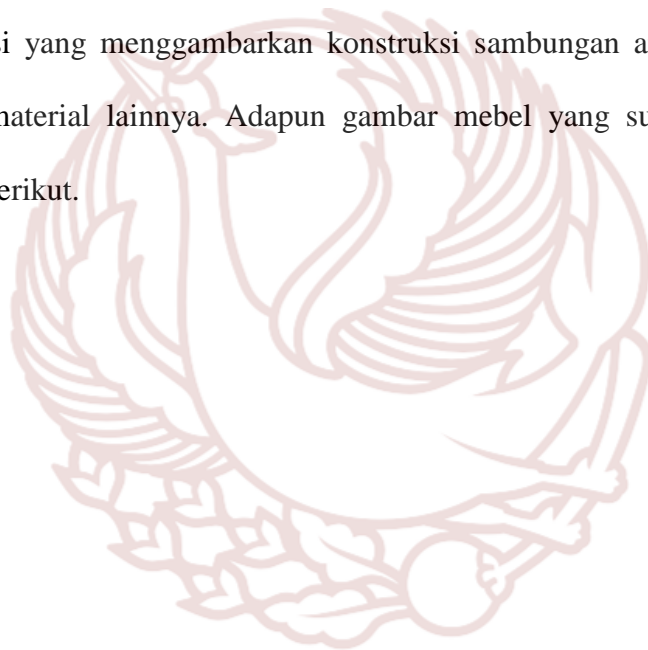 si yang menggambarkan konstruksi sambungan a
material lainnya. Adapun gambar mebel yang su
erikut.